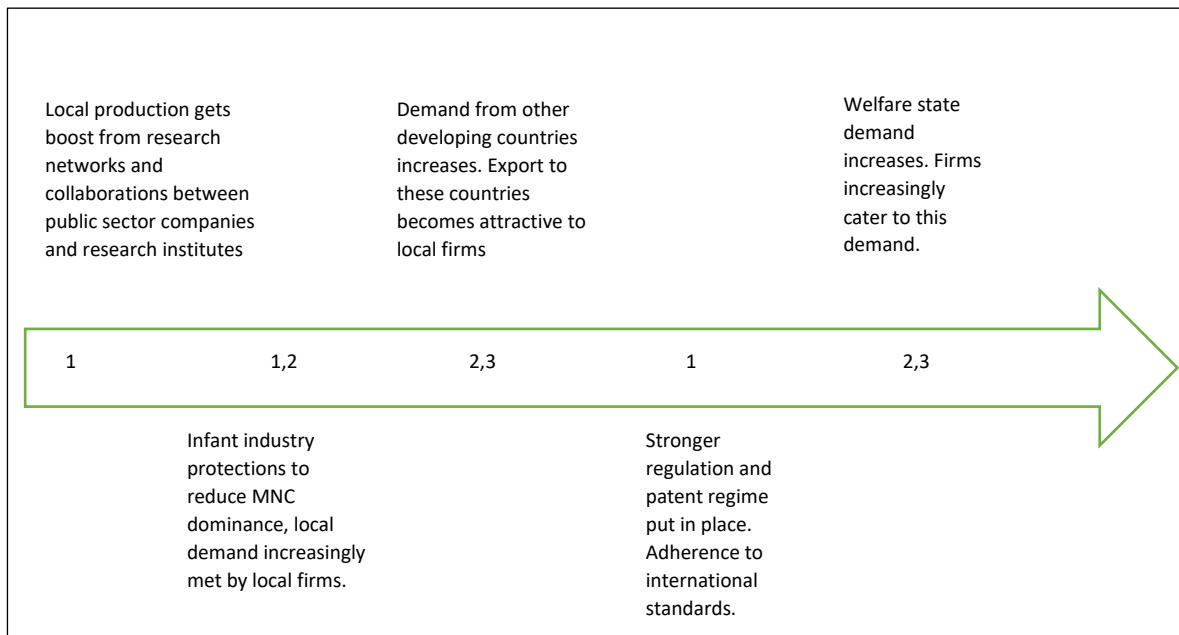 Local production gets
boost from research
networks and
collaborations between
public sector companies
and research institutes
Demand from other
developing countries
increases. Export to
these countries
becomes attractive to
local firms
Welfare state
demand
increases. Firms
increasingly
cater to this
demand.
1
1,2
2,3
1
2,3
Infant industry
protections to
reduce MNC
dominance, local
demand increasingly
met by local firms.
Stronger
regulation and
patent regime
put in place.
Adherence to
international
standards.